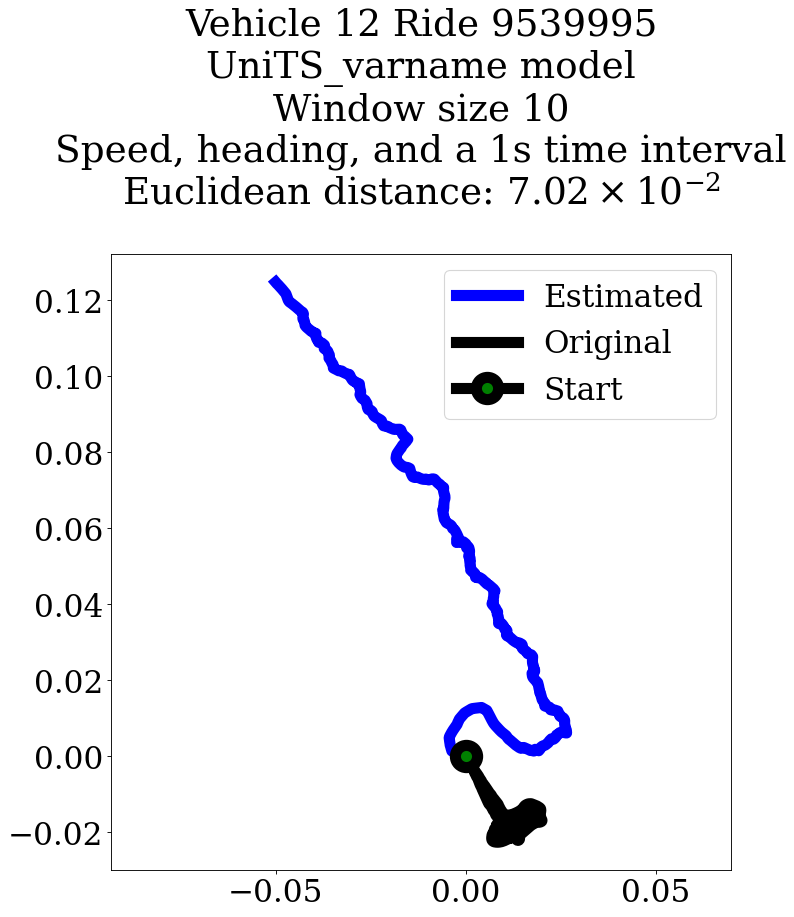 Vehicle 12 Ride 9539995
UniTS_varname model
Window size 10
Speed, heading, and a 1s time interval
Euclidean distance: 7.02 × 10⁻²
Estimated
Original
Start
0.12
0.10
0.08
0.06
0.04
0.02
0.00
−0.02
−0.05 0.00 0.05